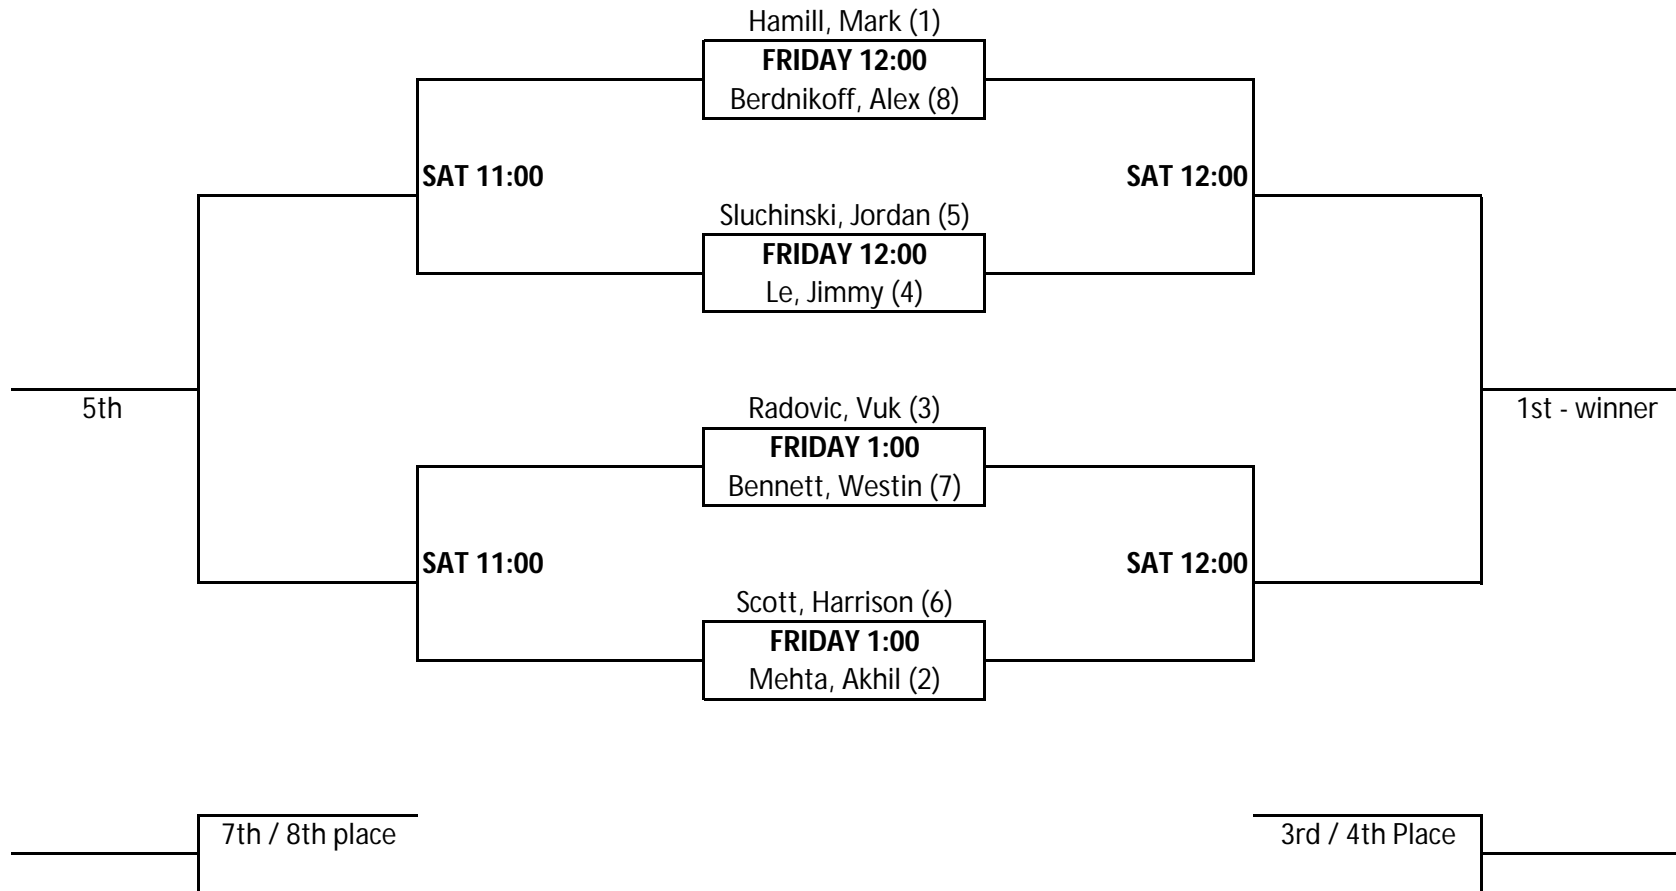 Hamill, Mark (1)
FRIDAY 12:00
Berdnikoff, Alex (8)
SAT 11:00
SAT 12:00
Sluchinski, Jordan (5)
FRIDAY 12:00
Le, Jimmy (4)
5th
Radovic, Vuk (3)
1st - winner
FRIDAY 1:00
Bennett, Westin (7)
SAT 11:00
SAT 12:00
Scott, Harrison (6)
FRIDAY 1:00
Mehta, Akhil (2)
7th / 8th place
3rd / 4th Place